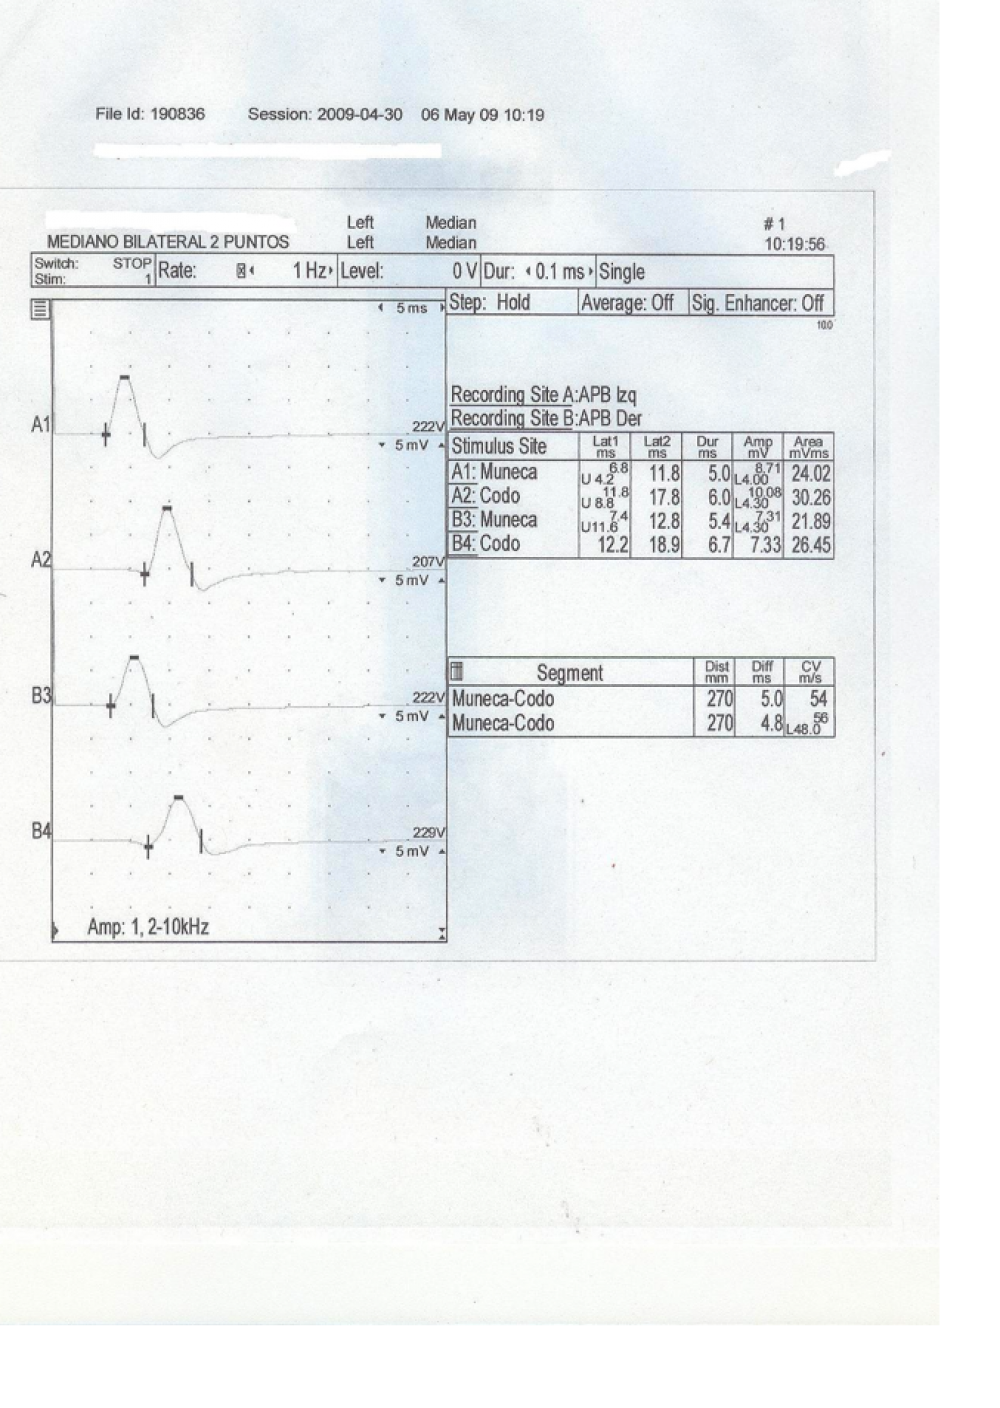 File Id: 190836 Session: 2009-04-30 06 May 09 10:19
Left Median # 1
MEDIANO BILATERAL 2 PUNTOS Left Median 10:19:56
Switch: STOP
Stim: 1
Rate: 1 Hz Level: 0 V Dur: 0.1 ms Single
5 ms Step: Hold Average: Off Sig. Enhancer: Off
100
Recording Site A:APB Izq
Recording Site B:APB Der
A1 222V
5 mV
Stimulus Site Lat1 ms Lat2 ms Dur ms Amp mV Area mVms
A1: Muneca 6.8 U 4.2 11.8 5.0 8.71 L4.00 24.02
A2: Codo 11.8 U 8.8 17.8 6.0 10.08 L4.30 30.26
B3: Muneca 7.4 U11.6 12.8 5.4 7.31 L4.30 21.89
B4: Codo 12.2 18.9 6.7 7.33 26.45
A2 207V
5 mV
Segment Dist mm Diff ms CV m/s
Muneca-Codo 270 5.0 54
Muneca-Codo 270 4.8 56 L48.0
B3 222V
5 mV
B4 229V
5 mV
Amp: 1, 2-10kHz